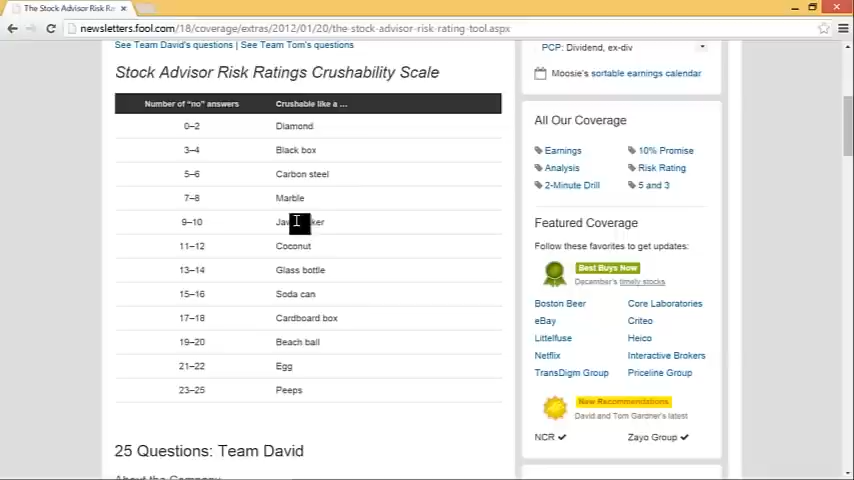 The Stock Advisor Risk Ra
newsletters.fool.com/18/coverage/extras/2012/01/20/the-stock-advisor-risk-rating-tool.aspx
See Team David's questions | See Team Tom's questions
Stock Advisor Risk Ratings Crushability Scale
Number of "no" answers Crushable like a ...
0–2 Diamond
3–4 Black box
5–6 Carbon steel
7–8 Marble
9–10
11–12 Coconut
13–14 Glass bottle
15–16 Soda can
17–18 Cardboard box
19–20 Beach ball
21–22 Egg
23–25 Peeps
25 Questions: Team David
About the Company
PCP: Dividend, ex-div
Moosie's sortable earnings calendar
All Our Coverage
Earnings 10% Promise
Analysis Risk Rating
2-Minute Drill 5 and 3
Featured Coverage
Follow these favorites to get updates:
Best Buys Now
December's timely stocks.
Boston Beer Core Laboratories
eBay Criteo
Littelfuse Heico
Netflix Interactive Brokers
TransDigm Group Priceline Group
New Recommendations
David and Tom Gardner's latest
NCR ✔ Zayo Group ✔